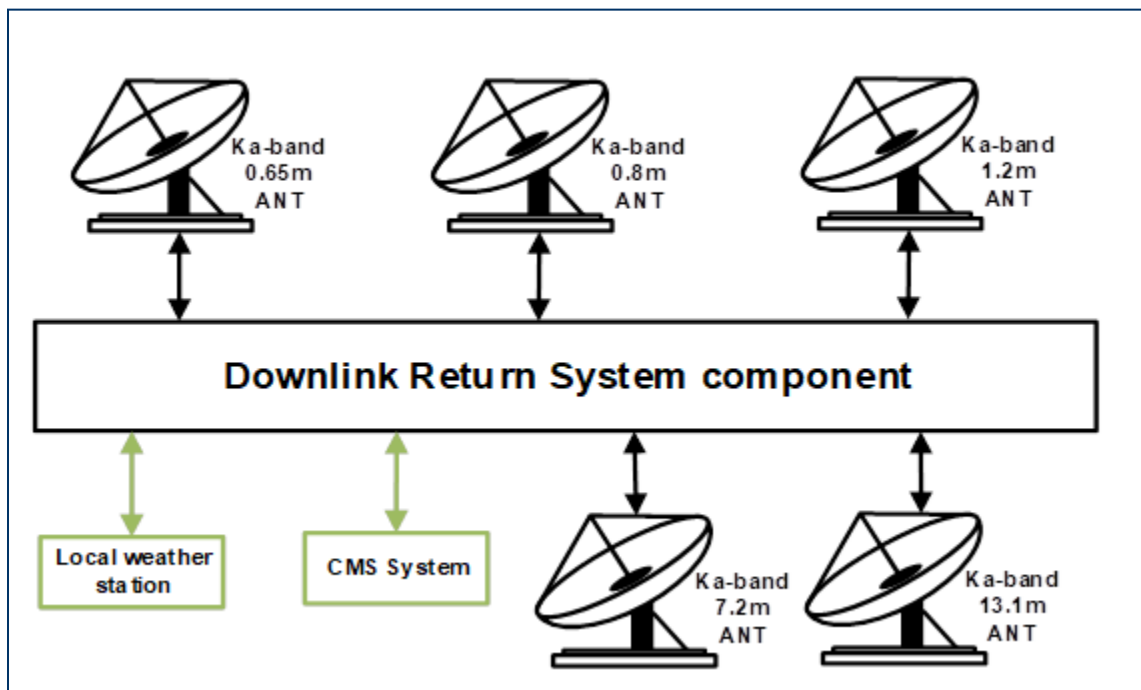 Ka-band
0.65m
ANT
Ka-band
0.8m
ANT
Ka-band
1.2m
ANT
Downlink Return System component
Local weather
station
CMS System
Ka-band
7.2m
ANT
Ka-band
13.1m
ANT